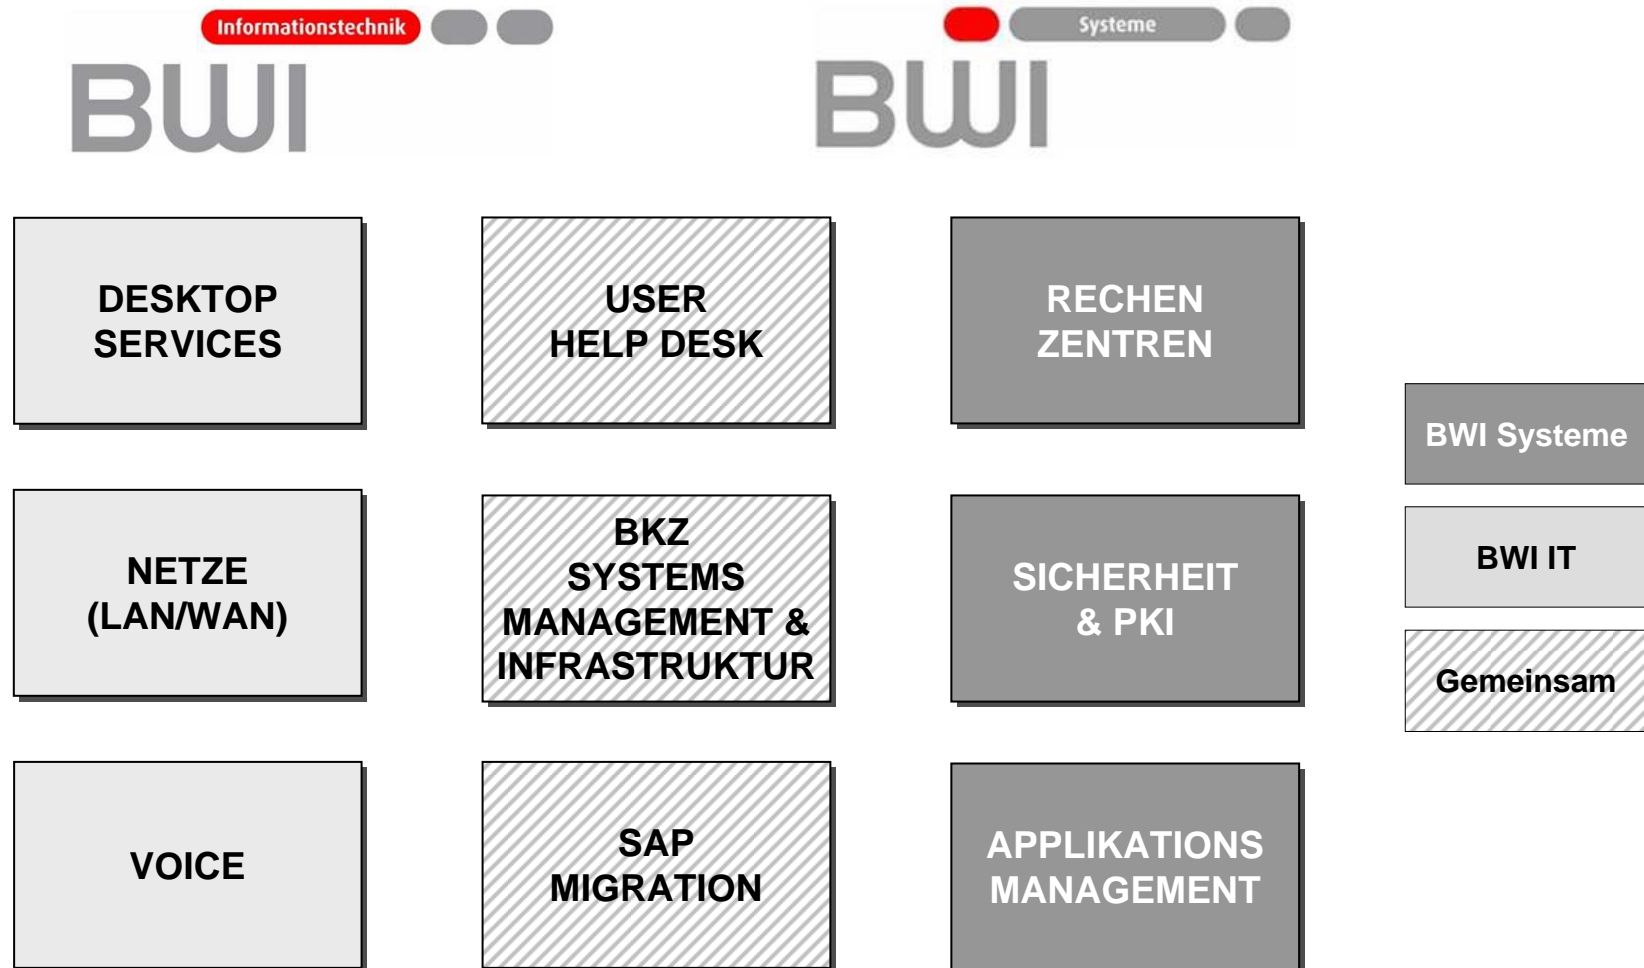 Informationstechnik
BWI
Systeme
BWI
DESKTOP
SERVICES
USER
HELP DESK
RECHEN
ZENTREN
NETZE
(LAN/WAN)
BKZ
SYSTEMS
MANAGEMENT &
INFRASTRUKTUR
SICHERHEIT
& PKI
VOICE
SAP
MIGRATION
APPLIKATIONS
MANAGEMENT
BWI Systeme
BWI IT
Gemeinsam